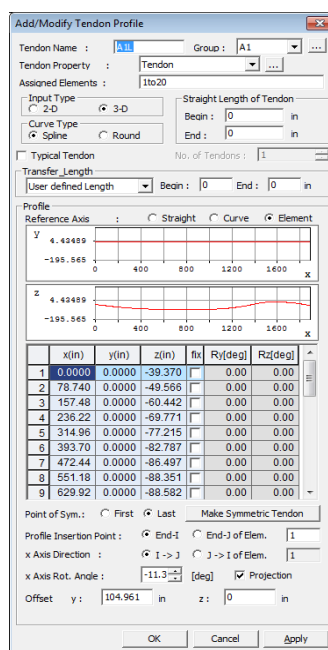 Add/Modify Tendon Profile
Tendon Name : A1L Group : A1 ...
Tendon Property : Tendon ...
Assigned Elements : 1to20
Input Type
2-D 3-D
Curve Type
Spline Round
Straight Length of Tendon
Begin : 0 in
End : 0 in
Typical Tendon No. of Tendons : 1
Transfer_Length
User defined Length Begin : 0 End : 0 in
Profile
Reference Axis : Straight Curve Element
Y 4.43489
-195.565
0 400 800 1200 1600 x
z 4.43489
-195.565
0 400 800 1200 1600 x
x(in) y(in) z(in) fix Ry[deg] Rz[deg]
1 0.0000 0.0000 -39.370 0.00 0.00
2 78.740 0.0000 -49.566 0.00 0.00
3 157.48 0.0000 -60.442 0.00 0.00
4 236.22 0.0000 -69.771 0.00 0.00
5 314.96 0.0000 -77.215 0.00 0.00
6 393.70 0.0000 -82.787 0.00 0.00
7 472.44 0.0000 -86.497 0.00 0.00
8 551.18 0.0000 -88.351 0.00 0.00
9 629.92 0.0000 -88.582 0.00 0.00
Point of Sym.: First Last Make Symmetric Tendon
Profile Insertion Point : End-I End-J of Elem. 1
x Axis Direction : I -> J J -> I of Elem. 1
x Axis Rot. Angle : -11.3 [deg] Projection
Offset y : 104.961 in z : 0 in
OK Cancel Apply